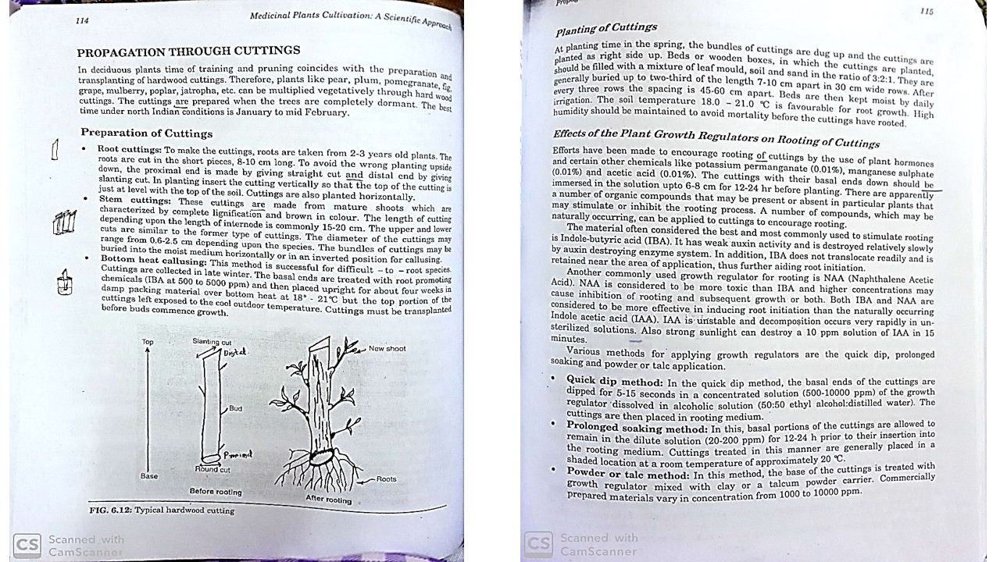 114
Medicinal Plants Cultivation: A Scientific Approach
PROPAGATION THROUGH CUTTINGS
In deciduous plants time of training and pruning coincides with the preparation and
transplanting of hardwood cuttings. Therefore, plants like pear, plum, pomegranate, fig,
grape, mulberry, poplar, jatropha, etc. can be multiplied vegetatively through hard wood
cuttings. The cuttings are prepared when the trees are completely dormant. The best
time under north Indian conditions is January to mid February.
Preparation of Cuttings
• Root cuttings: To make the cuttings, roots are taken from 2-3 years old plants. The
roots are cut in the short pieces, 8-10 cm long. To avoid the wrong planting upside
down, the proximal end is made by giving straight cut and distal end by giving
slanting cut. In planting insert the cutting vertically so that the top of the cutting is
just at level with the top of the soil. Cuttings are also planted horizontally.
• Stem cuttings: These cuttings are made from mature shoots which are
characterized by complete lignification and brown in colour. The length of cutting
depending upon the length of internode is commonly 15-20 cm. The upper and lower
cuts are similar to the former type of cuttings. The diameter of the cuttings may
range from 0.6-2.5 cm depending upon the species. The bundles of cuttings may be
buried into the moist medium horizontally or in an inverted position for callusing.
• Bottom heat callusing: This method is successful for difficult – to – root species.
Cuttings are collected in late winter. The basal ends are treated with root promoting
chemicals (IBA at 500 to 5000 ppm) and then placed upright for about four weeks in
damp packing material over bottom heat at 18° - 21°C but the top portion of the
cuttings left exposed to the cool outdoor temperature. Cuttings must be transplanted
before buds commence growth.
Top
Slanting cut
Distal
New shoot
Bud
Proximal
Base
Round cut
Roots
Before rooting
After rooting
FIG. 6.12: Typical hardwood cutting
CS Scanned with
CamScanner
115
Planting of Cuttings
At planting time in the spring, the bundles of cuttings are dug up and the cuttings are
planted as right side up. Beds or wooden boxes, in which the cuttings are planted,
should be filled with a mixture of leaf mould, soil and sand in the ratio of 3:2:1. They are
generally buried up to two-third of the length 7-10 cm apart in 30 cm wide rows. After
every three rows the spacing is 45-60 cm apart. Beds are then kept moist by daily
irrigation. The soil temperature 18.0 – 21.0 °C is favourable for root growth. High
humidity should be maintained to avoid mortality before the cuttings have rooted.
Effects of the Plant Growth Regulators on Rooting of Cuttings
Efforts have been made to encourage rooting of cuttings by the use of plant hormones
and certain other chemicals like potassium permanganate (0.01%), manganese sulphate
(0.01%) and acetic acid (0.01%). The cuttings with their basal ends down should be
immersed in the solution upto 6-8 cm for 12-24 hr before planting. There are apparently
a number of organic compounds that may be present or absent in particular plants that
may stimulate or inhibit the rooting process. A number of compounds, which may be
naturally occurring, can be applied to cuttings to encourage rooting.
The material often considered the best and most commonly used to stimulate rooting
is Indole-butyric acid (IBA). It has weak auxin activity and is destroyed relatively slowly
by auxin destroying enzyme system. In addition, IBA does not translocate readily and is
retained near the area of application, thus further aiding root initiation.
Another commonly used growth regulator for rooting is NAA (Naphthalene Acetic
Acid). NAA is considered to be more toxic than IBA and higher concentrations may
cause inhibition of rooting and subsequent growth or both. Both IBA and NAA are
considered to be more effective in inducing root initiation than the naturally occurring
Indole acetic acid (IAA). IAA is unstable and decomposition occurs very rapidly in un-
sterilized solutions. Also strong sunlight can destroy a 10 ppm solution of IAA in 15
minutes.
Various methods for applying growth regulators are the quick dip, prolonged
soaking and powder or talc application.
• Quick dip method: In the quick dip method, the basal ends of the cuttings are
dipped for 5-15 seconds in a concentrated solution (500-10000 ppm) of the growth
regulator dissolved in alcoholic solution (50:50 ethyl alcohol:distilled water). The
cuttings are then placed in rooting medium.
• Prolonged soaking method: In this, basal portions of the cuttings are allowed to
remain in the dilute solution (20-200 ppm) for 12-24 h prior to their insertion into
the rooting medium. Cuttings treated in this manner are generally placed in a
shaded location at a room temperature of approximately 20 °C.
• Powder or talc method: In this method, the base of the cuttings is treated with
growth regulator mixed with clay or a talcum powder carrier. Commercially
prepared materials vary in concentration from 1000 to 10000 ppm.
CS Scanned with
CamScanner